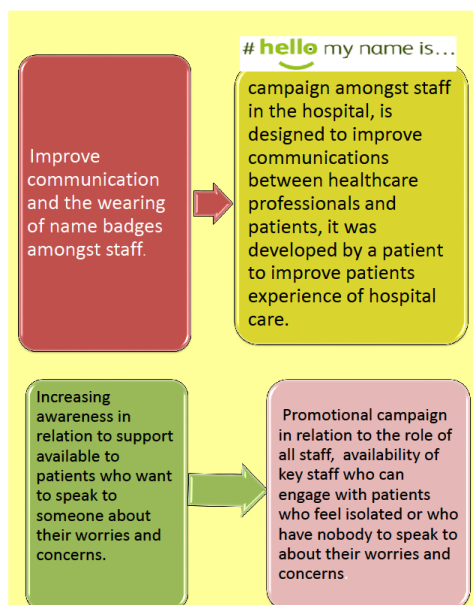 Improve
communication
and the wearing
of name badges
amongst staff.
# hello my name is...
campaign amongst staff
in the hospital, is
designed to improve
communications
between healthcare
professionals and
patients, it was
developed by a patient
to improve patients
experience of hospital
care.
Increasing
awareness in
relation to support
available to
patients who want
to speak to
someone about
their worries and
concerns.
Promotional campaign
in relation to the role of
all staff, availability of
key staff who can
engage with patients
who feel isolated or who
have nobody to speak to
about their worries and
concerns.